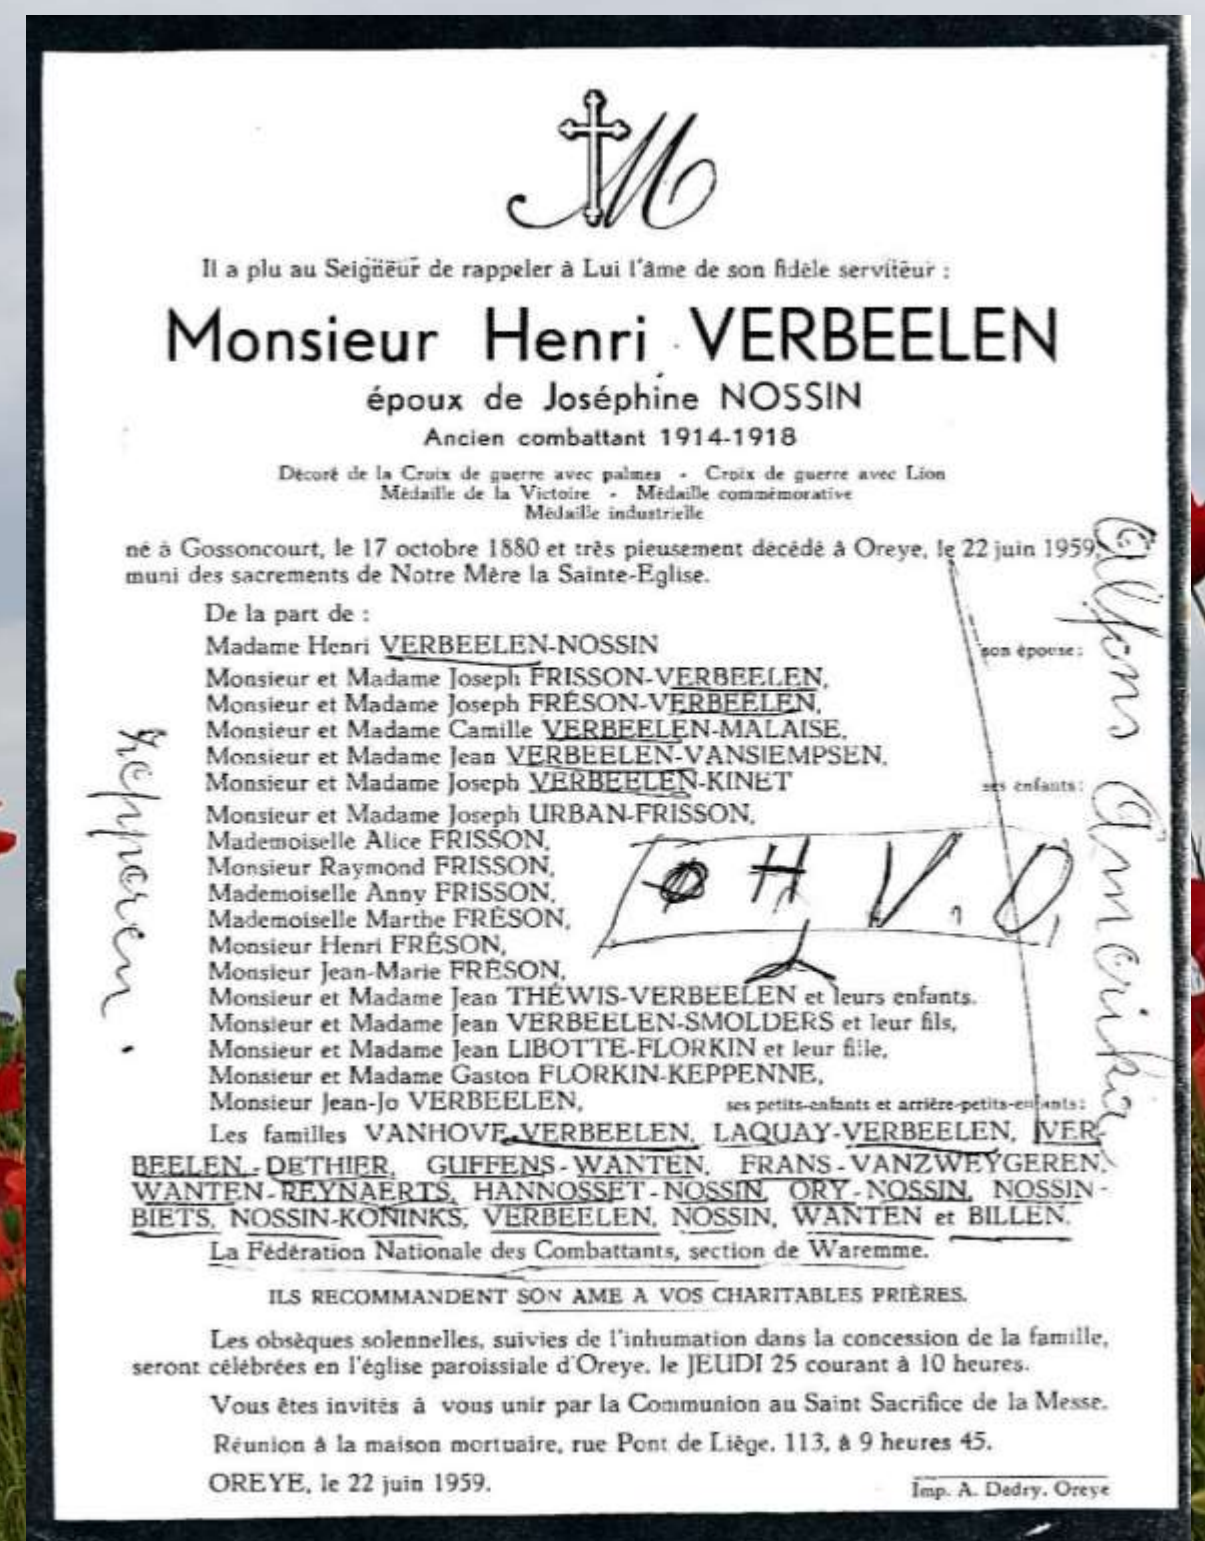 M
Il a plu au Seigneur de rappeler à Lui l'âme de son fidèle serviteur :
Monsieur Henri VERBEELEN
époux de Joséphine NOSSIN
Ancien combattant 1914-1918
Décoré de la Croix de guerre avec palmes - Croix de guerre avec Lion
Médaille de la Victoire - Médaille commémorative
Médaille industrielle
né à Gossoncourt, le 17 octobre 1880 et très pieusement décédé à Oreye, le 22 juin 1959,
muni des sacrements de Notre Mère la Sainte-Eglise.
De la part de :
Madame Henri VERBEELEN-NOSSIN son épouse ;
Monsieur et Madame Joseph FRISSON-VERBEELEN,
Monsieur et Madame Joseph FRÉSON-VERBEELEN,
Monsieur et Madame Camille VERBEELEN-MALAISE,
Monsieur et Madame Jean VERBEELEN-VANSIEMPSEN,
Monsieur et Madame Joseph VERBEELEN-KINET ses enfants ;
Monsieur et Madame Joseph URBAN-FRISSON,
Mademoiselle Alice FRISSON,
Monsieur Raymond FRISSON,
Mademoiselle Anny FRISSON,
Mademoiselle Marthe FRÉSON,
Monsieur Henri FRÉSON,
Monsieur Jean-Marie FRÉSON,
Monsieur et Madame Jean THÉWIS-VERBEELEN et leurs enfants,
Monsieur et Madame Jean VERBEELEN-SMOLDERS et leur fils,
Monsieur et Madame Jean LIBOTTE-FLORKIN et leur fille,
Monsieur et Madame Gaston FLORKIN-KEPPENNE,
Monsieur Jean-Jo VERBEELEN, ses petits-enfants et arrière-petits-enfants ;
Les familles VANHOVE-VERBEELEN, LAQUAY-VERBEELEN, VER-
BEELEN-DETHIER, GUFFENS-WANTEN, FRANS-VANZWEYGEREN,
WANTEN-REYNAERTS, HANNOSSET-NOSSIN, ORY-NOSSIN, NOSSIN-
BIETS, NOSSIN-KONINKS, VERBEELEN, NOSSIN, WANTEN et BILLEN.
La Fédération Nationale des Combattants, section de Waremme.
ILS RECOMMANDENT SON AME A VOS CHARITABLES PRIÈRES.
Les obsèques solennelles, suivies de l'inhumation dans la concession de la famille,
seront célébrées en l'église paroissiale d'Oreye, le JEUDI 25 courant à 10 heures.
Vous êtes invités à vous unir par la Communion au Saint Sacrifice de la Messe.
Réunion à la maison mortuaire, rue Pont de Liège, 113, à 9 heures 45.
OREYE, le 22 juin 1959.
Imp. A. Dedry, Oreye
H V.O,
Alfons Amerika